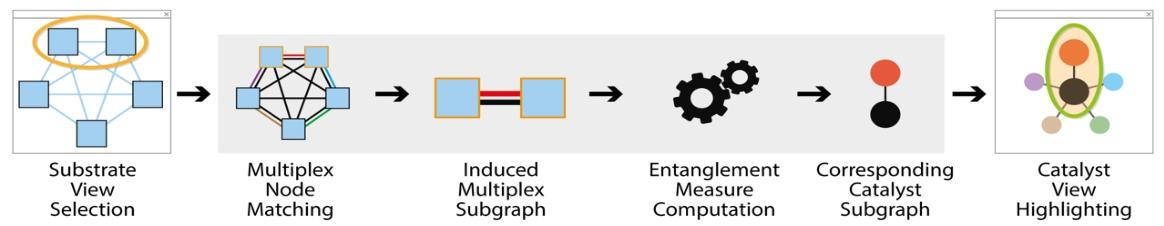 Substrate
View
Selection
Multiplex
Node
Matching
Induced
Multiplex
Subgraph
Entanglement
Measure
Computation
Corresponding
Catalyst
Subgraph
Catalyst
View
Highlighting